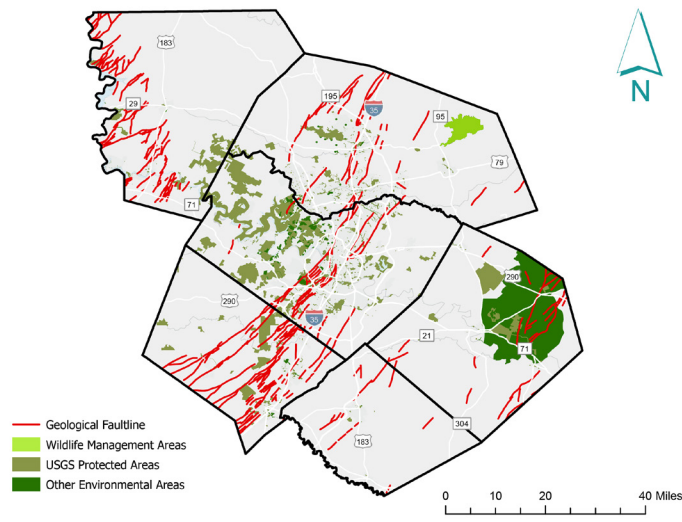 183
29
195
35
95
79
71
N
290
290
35
21
71
304
183
Geological Faultline
Wildlife Management Areas
USGS Protected Areas
Other Environmental Areas
0 10 20 40 Miles